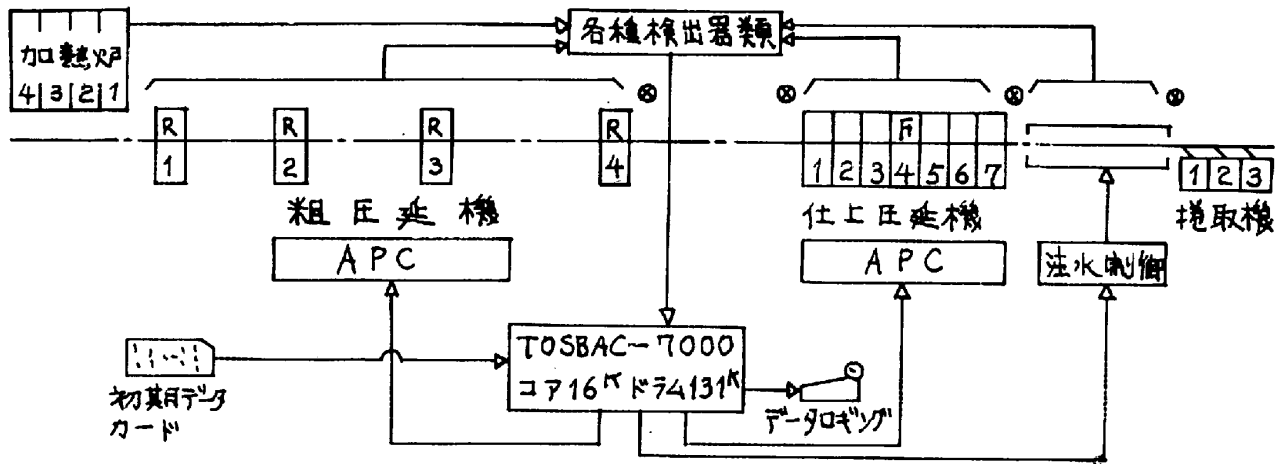 各種検出器類
加熱炉
4 3 2 1
R 1
R 2
R 3
R 4
F
1 2 3 4 5 6 7
1 2 3
粗圧延機
仕上圧延機
捲取機
APC
APC
注水制御
TOSBAC-7000
コア16K ドラム131K
初期データ
カード
データロギング